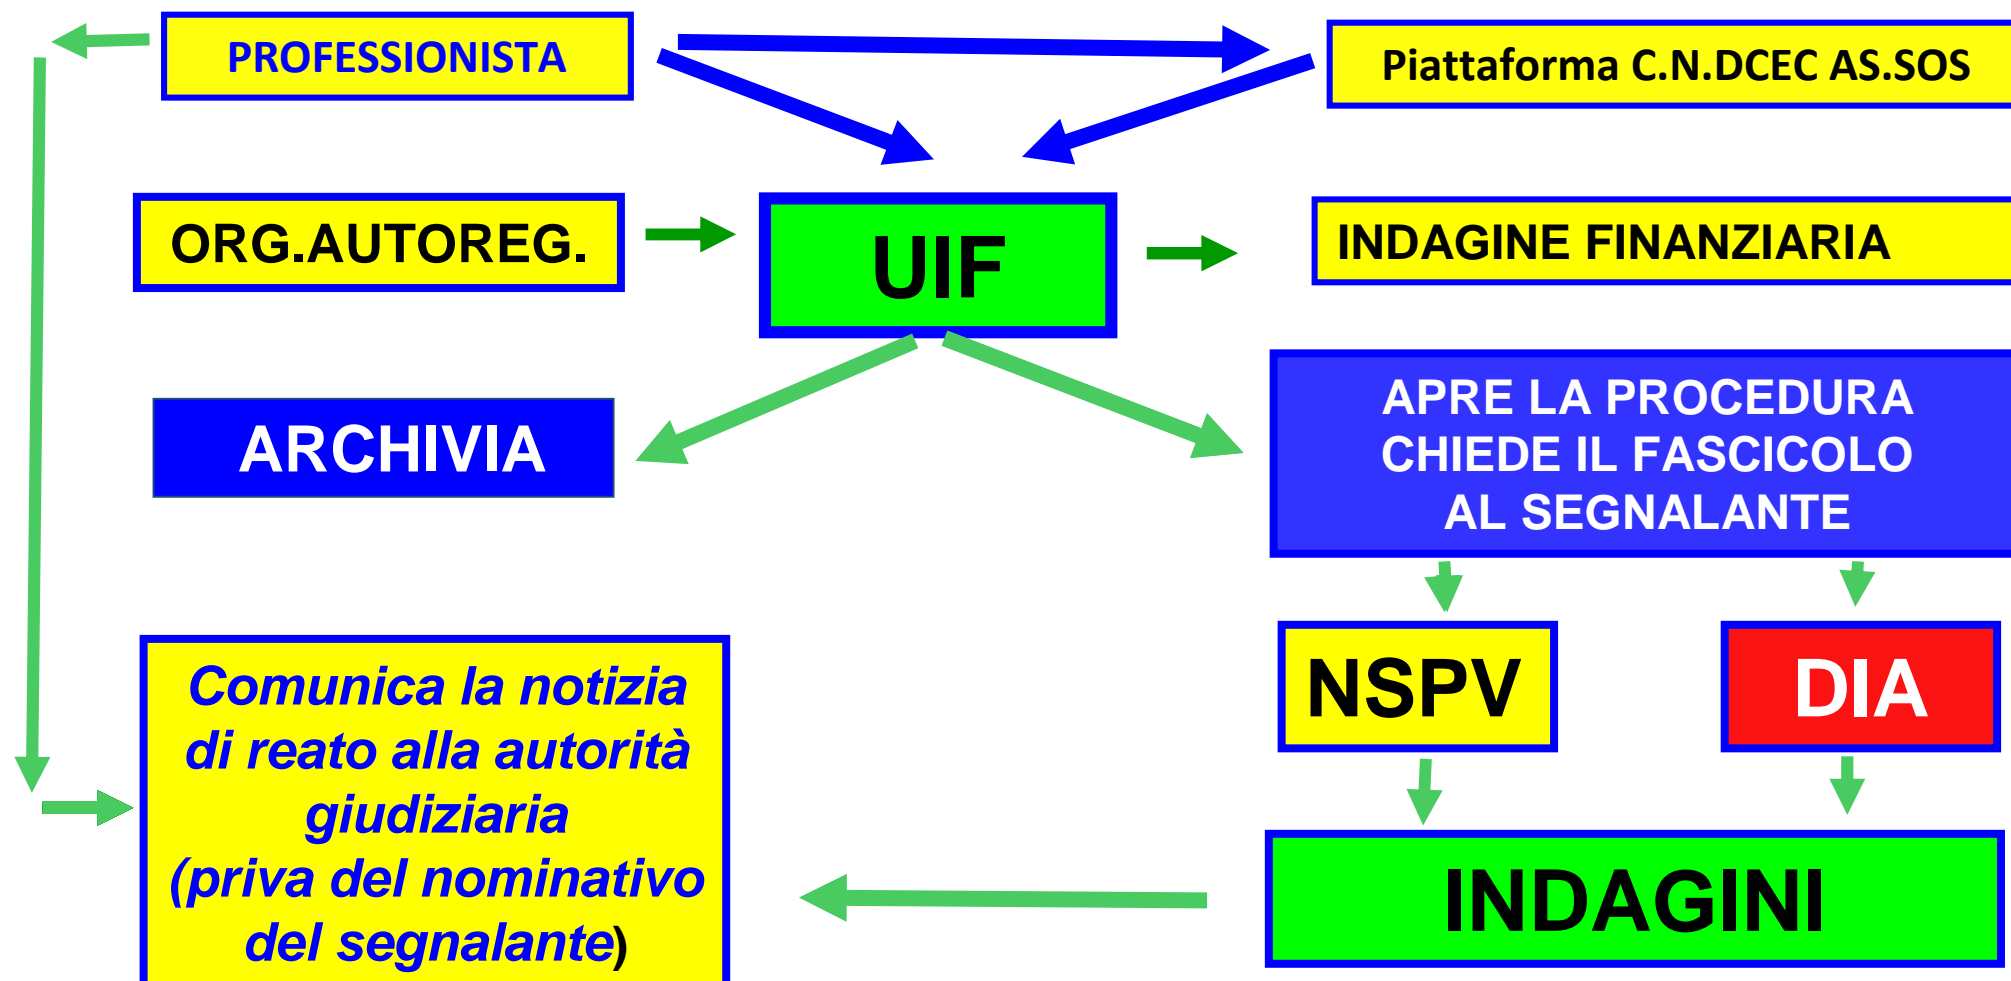 PROFESSIONISTA
Piattaforma C.N.DCEC AS.SOS
ORG.AUTOREG.
UIF
INDAGINE FINANZIARIA
ARCHIVIA
APRE LA PROCEDURA
CHIEDE IL FASCICOLO
AL SEGNALANTE
NSPV
DIA
Comunica la notizia
di reato alla autorità
giudiziaria
(priva del nominativo
del segnalante)
INDAGINI